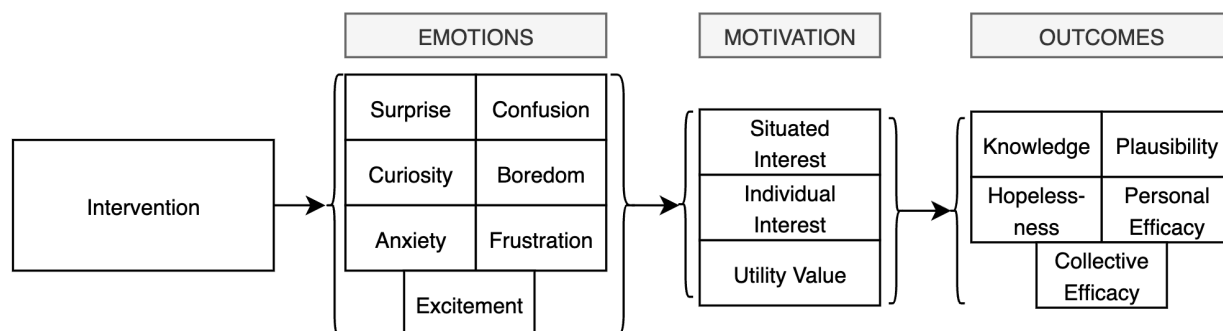 EMOTIONS
MOTIVATION
OUTCOMES
Intervention
Surprise
Confusion
Curiosity
Boredom
Anxiety
Frustration
Excitement
Situated
Interest
Individual
Interest
Utility Value
Knowledge
Plausibility
Hopeless-
ness
Personal
Efficacy
Collective
Efficacy